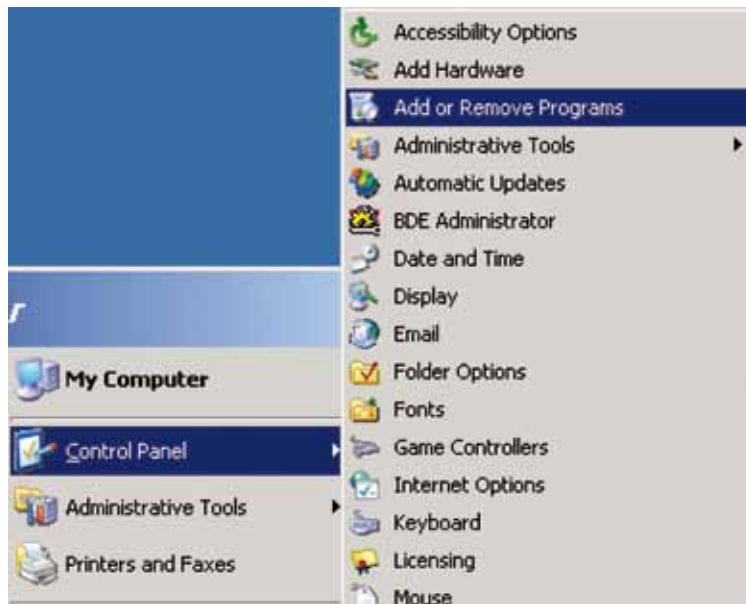 r
My Computer
Control Panel
Administrative Tools
Printers and Faxes
Accessibility Options
Add Hardware
Add or Remove Programs
Administrative Tools
Automatic Updates
BDE Administrator
Date and Time
Display
Email
Folder Options
Fonts
Game Controllers
Internet Options
Keyboard
Licensing
Mouse